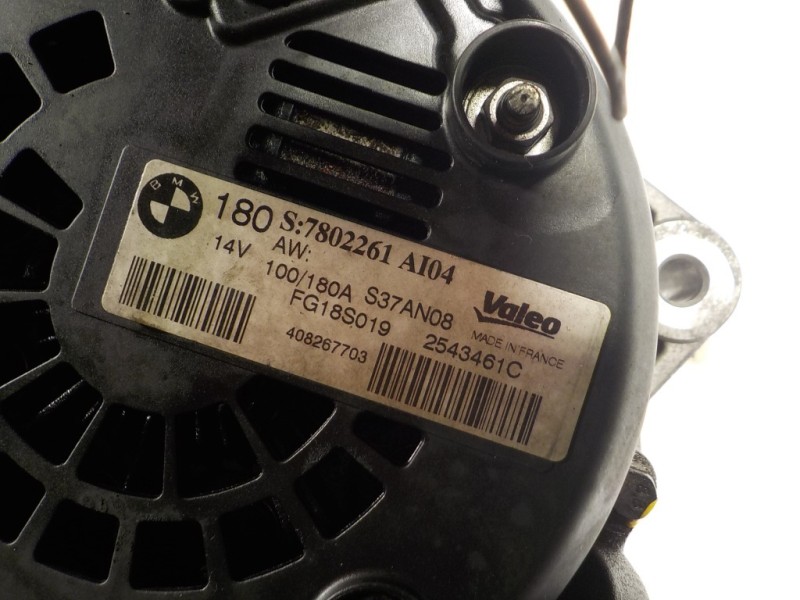 BMW
180 S:7802261 AI04
14V AW:
100/180A S37AN08
FG18S019
408267703
Valeo
MADE IN FRANCE
2543461C